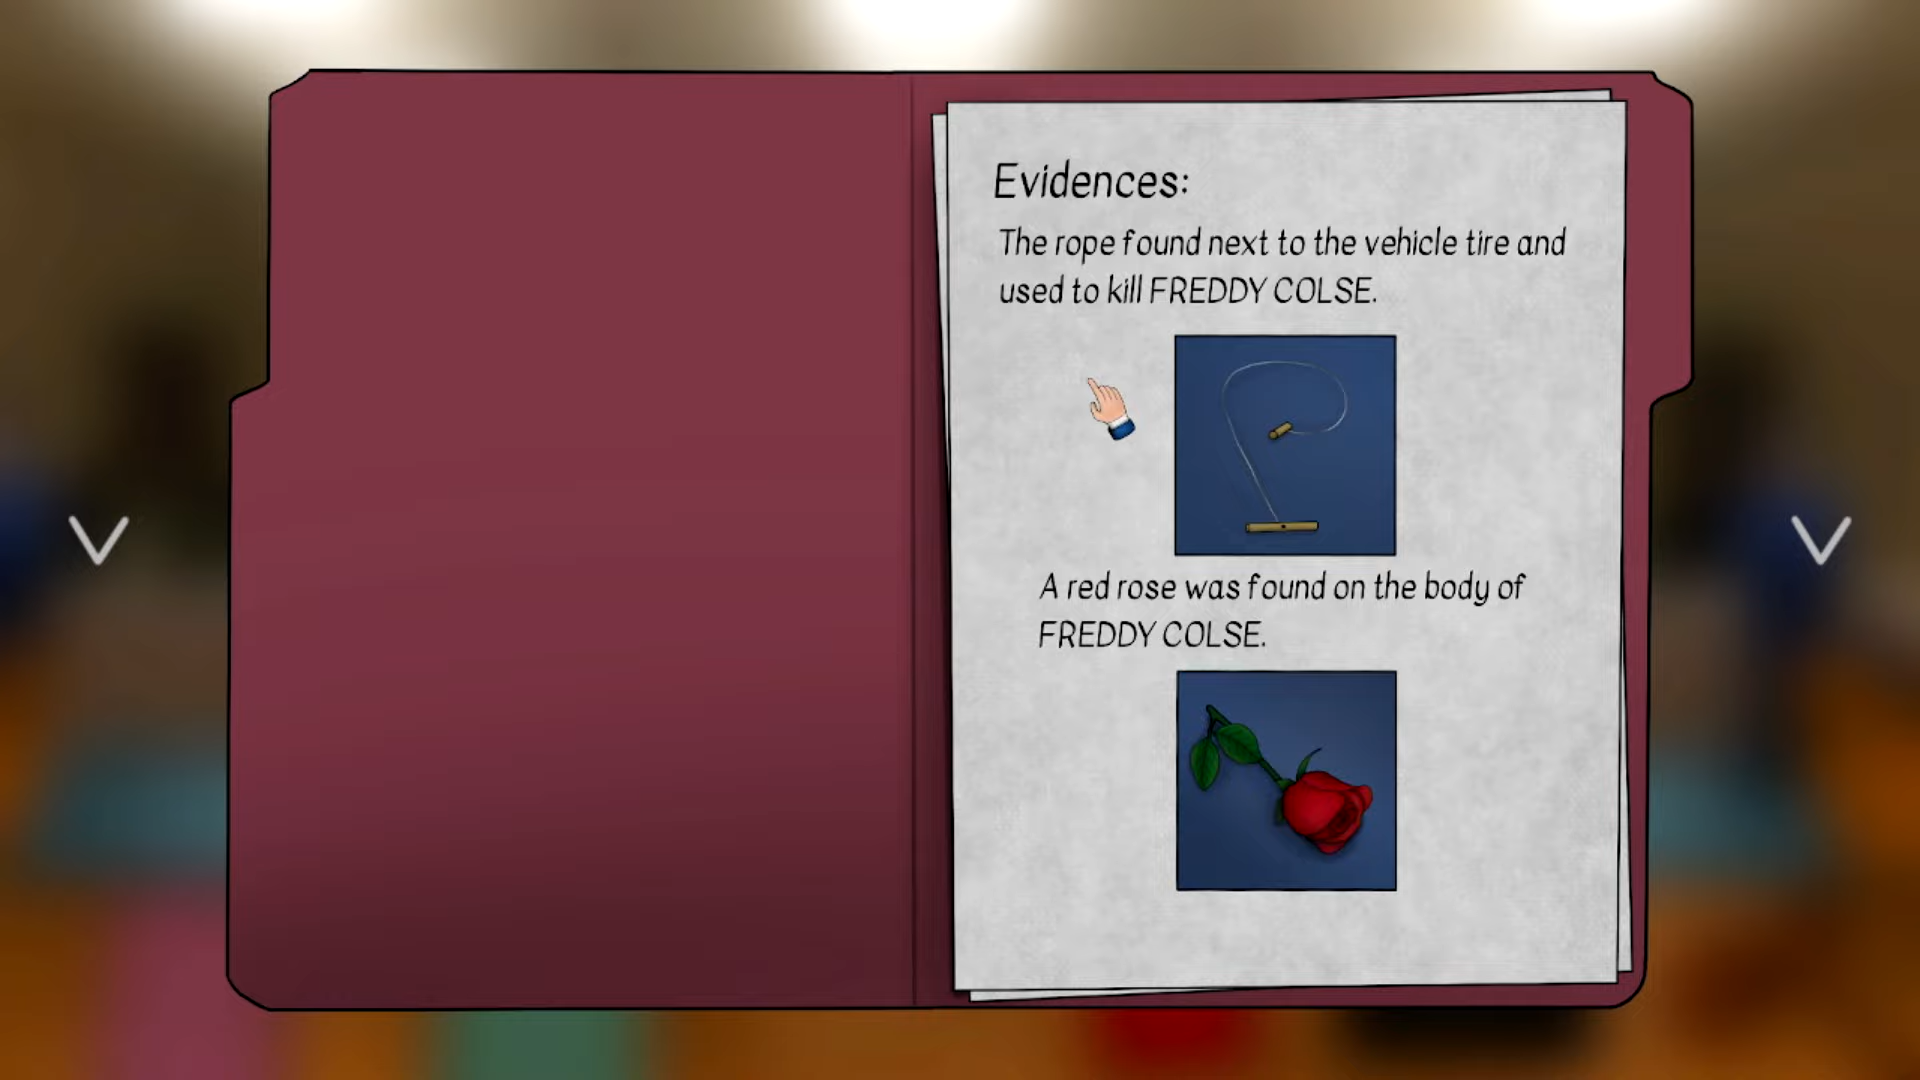 Evidences:
The rope found next to the vehicle tire and
used to kill FREDDY COLSE.
A red rose was found on the body of
FREDDY COLSE.